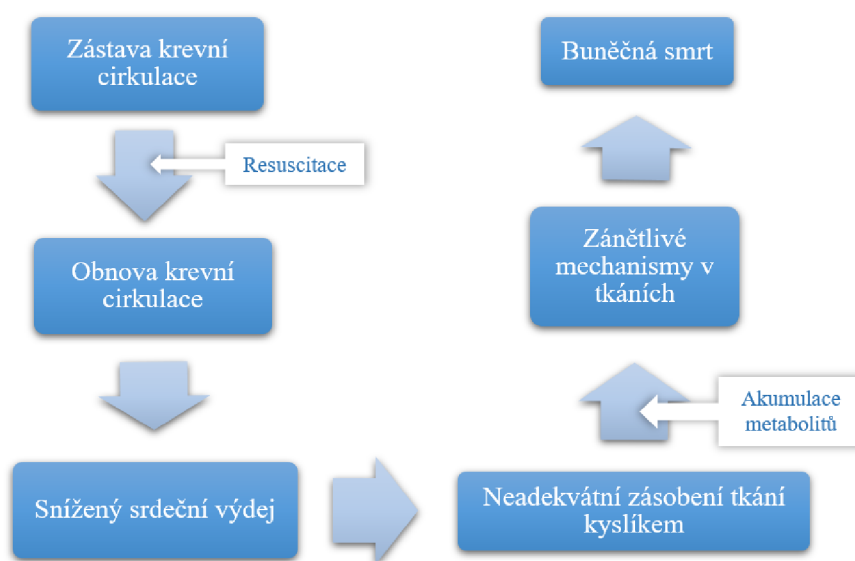 Zástava krevní
cirkulace
Resuscitace
Obnova krevní
cirkulace
Snížený srdeční výdej
Neadekvátní zásobení tkání
kyslíkem
Akumulace
metabolitů
Zánětlivé
mechanismy v
tkáních
Buněčná smrt